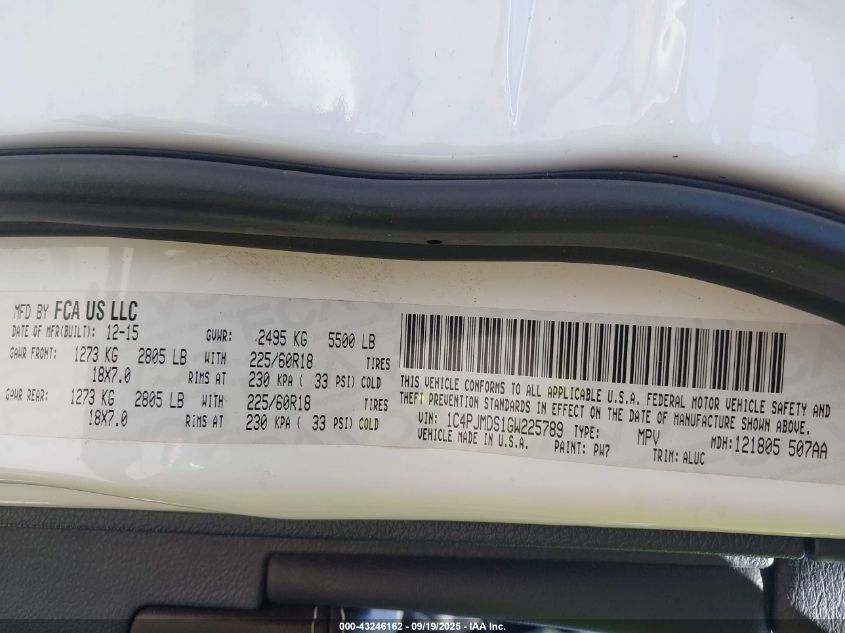 MFD BY FCA US LLC
DATE OF MFR(BUILT): 12-15 GVWR: 2495 KG 5500 LB
GAWR FRONT: 1273 KG 2805 LB WITH 225/60R18 TIRES
18X7.0 RIMS AT 230 KPA ( 33 PSI) COLD
GAWR REAR: 1273 KG 2805 LB WITH 225/60R18 TIRES
18X7.0 RIMS AT 230 KPA ( 33 PSI) COLD
THIS VEHICLE CONFORMS TO ALL APPLICABLE U.S.A. FEDERAL MOTOR VEHICLE SAFETY AND
THEFT PREVENTION STANDARDS IN EFFECT ON THE DATE OF MANUFACTURE SHOWN ABOVE.
VIN: 1C4PJMDS1GW225789 TYPE: MPV MDH: 121805 507AA
VEHICLE MADE IN U.S.A. PAINT: PW7 TRIM: ALUC
000-43246162 - 09/19/2025 - IAA, Inc.